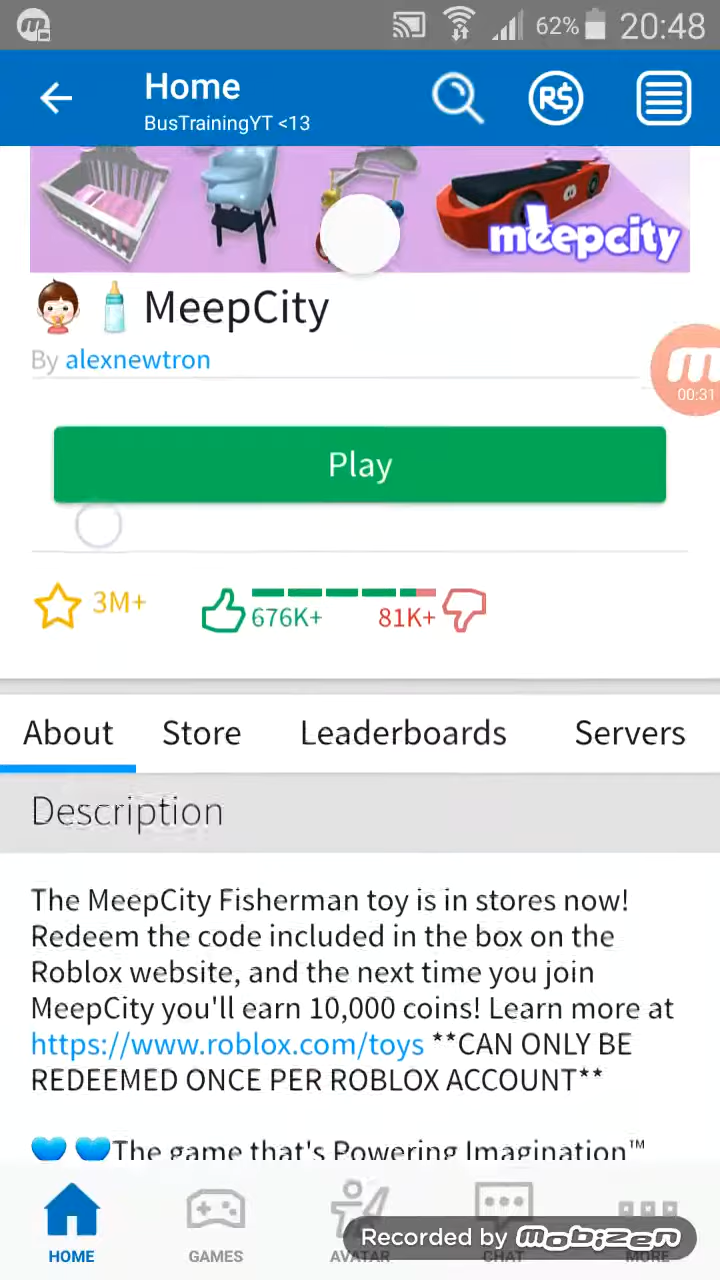 62% 20:48
Home
BusTrainingYT <13
R$
meepcity
MeepCity
By alexnewtron
00:31
Play
3M+ 676K+ 81K+
About Store Leaderboards Servers
Description
The MeepCity Fisherman toy is in stores now!
Redeem the code included in the box on the
Roblox website, and the next time you join
MeepCity you'll earn 10,000 coins! Learn more at
https://www.roblox.com/toys **CAN ONLY BE
REDEEMED ONCE PER ROBLOX ACCOUNT**
The game that's Powering Imagination™
Recorded by mobizen
HOME GAMES AVATAR CHAT MORE